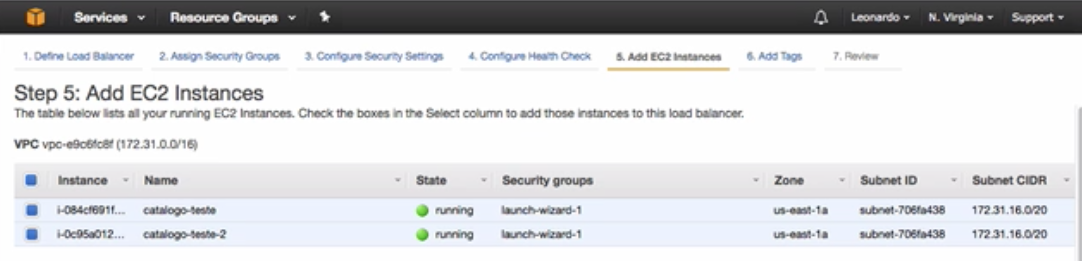 Services Resource Groups Leonardo N. Virginia Support
1. Define Load Balancer 2. Assign Security Groups 3. Configure Security Settings 4. Configure Health Check 5. Add EC2 Instances 6. Add Tags 7. Review
Step 5: Add EC2 Instances
The table below lists all your running EC2 Instances. Check the boxes in the Select column to add those instances to this load balancer.
VPC vpc-e9c6fc8f (172.31.0.0/16)
Instance Name State Security groups Zone Subnet ID Subnet CIDR
i-084cf691f... catalogo-teste running launch-wizard-1 us-east-1a subnet-706fa438 172.31.16.0/20
i-0c95a012... catalogo-teste-2 running launch-wizard-1 us-east-1a subnet-706fa438 172.31.16.0/20